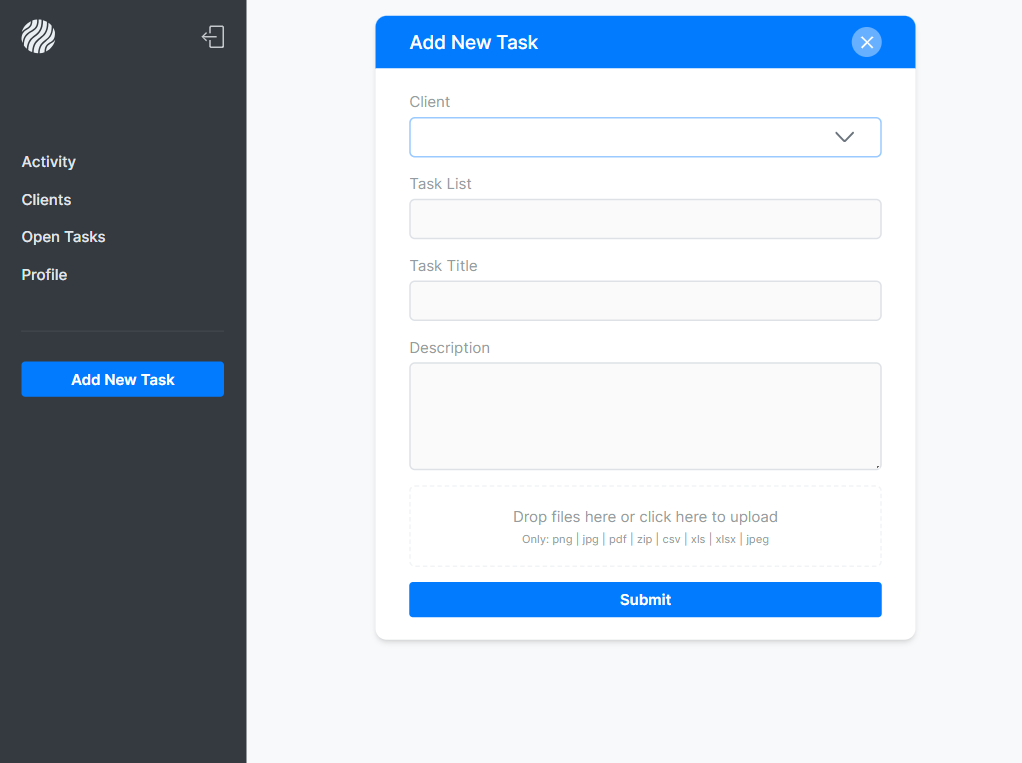 Activity
Clients
Open Tasks
Profile
Add New Task
Add New Task
Client
Task List
Task Title
Description
Drop files here or click here to upload
Only: png | jpg | pdf | zip | csv | xls | xlsx | jpeg
Submit